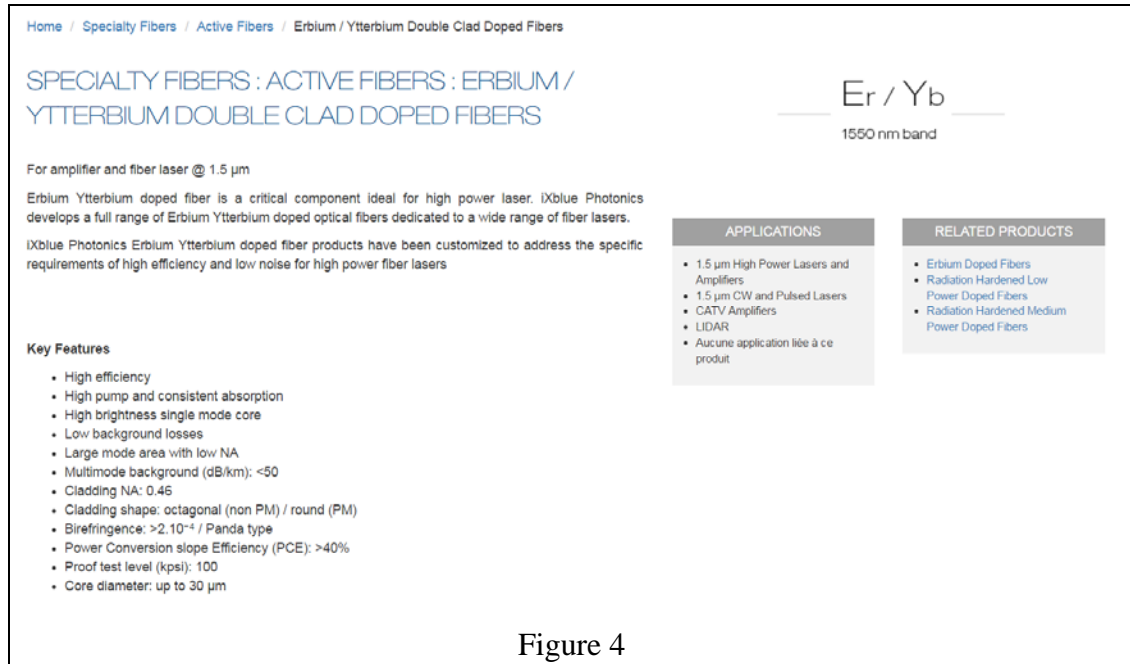 Home / Specialty Fibers / Active Fibers / Erbium / Ytterbium Double Clad Doped Fibers
SPECIALTY FIBERS : ACTIVE FIBERS : ERBIUM /
YTTERBIUM DOUBLE CLAD DOPED FIBERS
Er / Yb
1550 nm band
For amplifier and fiber laser @ 1.5 µm
Erbium Ytterbium doped fiber is a critical component ideal for high power laser. iXblue Photonics
develops a full range of Erbium Ytterbium doped optical fibers dedicated to a wide range of fiber lasers.
iXblue Photonics Erbium Ytterbium doped fiber products have been customized to address the specific
requirements of high efficiency and low noise for high power fiber lasers
Key Features
• High efficiency
• High pump and consistent absorption
• High brightness single mode core
• Low background losses
• Large mode area with low NA
• Multimode background (dB/km): <50
• Cladding NA: 0.46
• Cladding shape: octagonal (non PM) / round (PM)
• Birefringence: >2.10⁻⁴ / Panda type
• Power Conversion slope Efficiency (PCE): >40%
• Proof test level (kpsi): 100
• Core diameter: up to 30 µm
APPLICATIONS
• 1.5 µm High Power Lasers and
Amplifiers
• 1.5 µm CW and Pulsed Lasers
• CATV Amplifiers
• LIDAR
• Aucune application liée à ce
produit
RELATED PRODUCTS
• Erbium Doped Fibers
• Radiation Hardened Low
Power Doped Fibers
• Radiation Hardened Medium
Power Doped Fibers
Figure 4